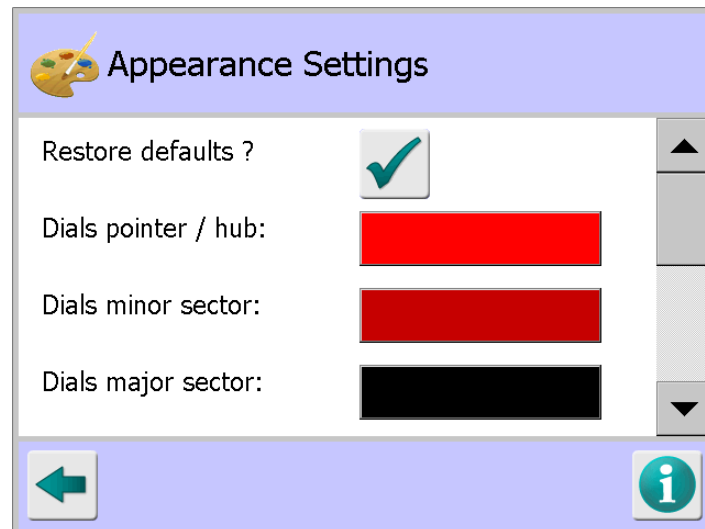 Appearance Settings
Restore defaults ?
Dials pointer / hub:
Dials minor sector:
Dials major sector: